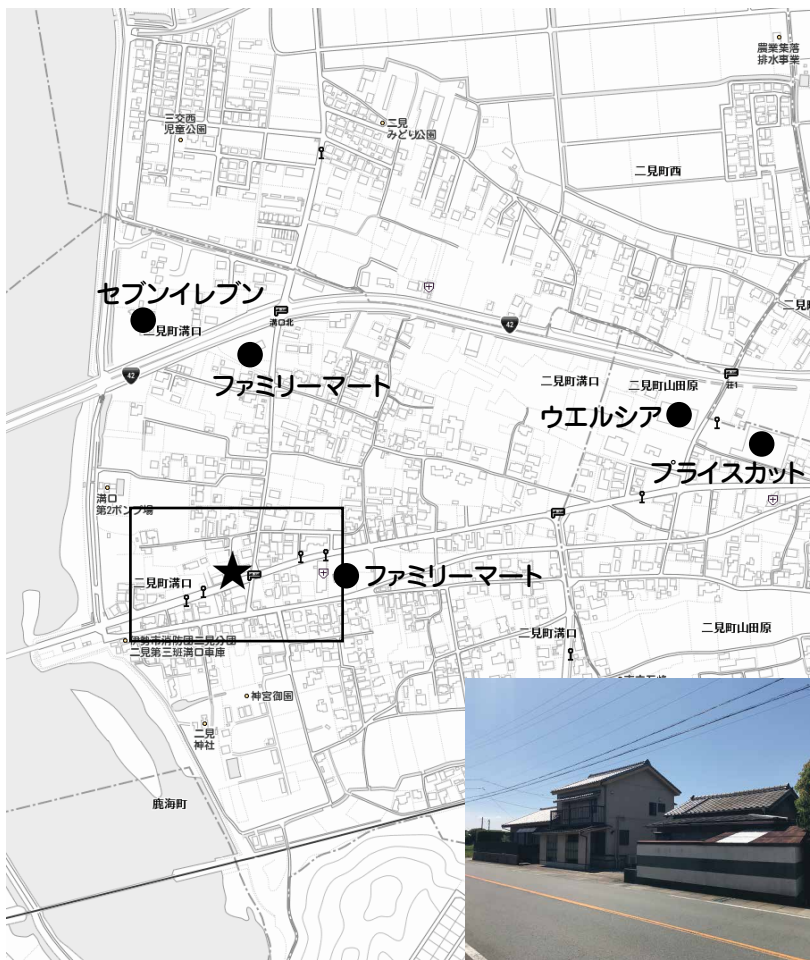 農業集落
排水事業
三交西
児童公園
二見
みどり公園
二見町西
セブンイレブン
二見町溝口
溝口北
42
42
ファミリーマート
二見町溝口
二見町山田原
荘1
ウエルシア
プライスカット
溝口
第2ポンプ場
二見町溝口
ファミリーマート
伊勢市消防団二見分団
二見第三班溝口車庫
二見町溝口
二見町山田原
神宮御園
二見
神社
鹿海町